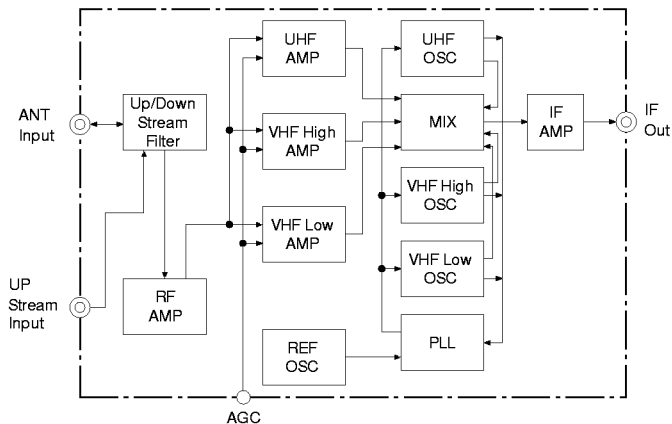 UHF
AMP
UHF
OSC
ANT
Input
Up/Down
Stream
Filter
VHF High
AMP
MIX
IF
AMP
IF
Out
VHF High
OSC
VHF Low
AMP
VHF Low
OSC
UP
Stream
Input
RF
AMP
REF
OSC
PLL
AGC